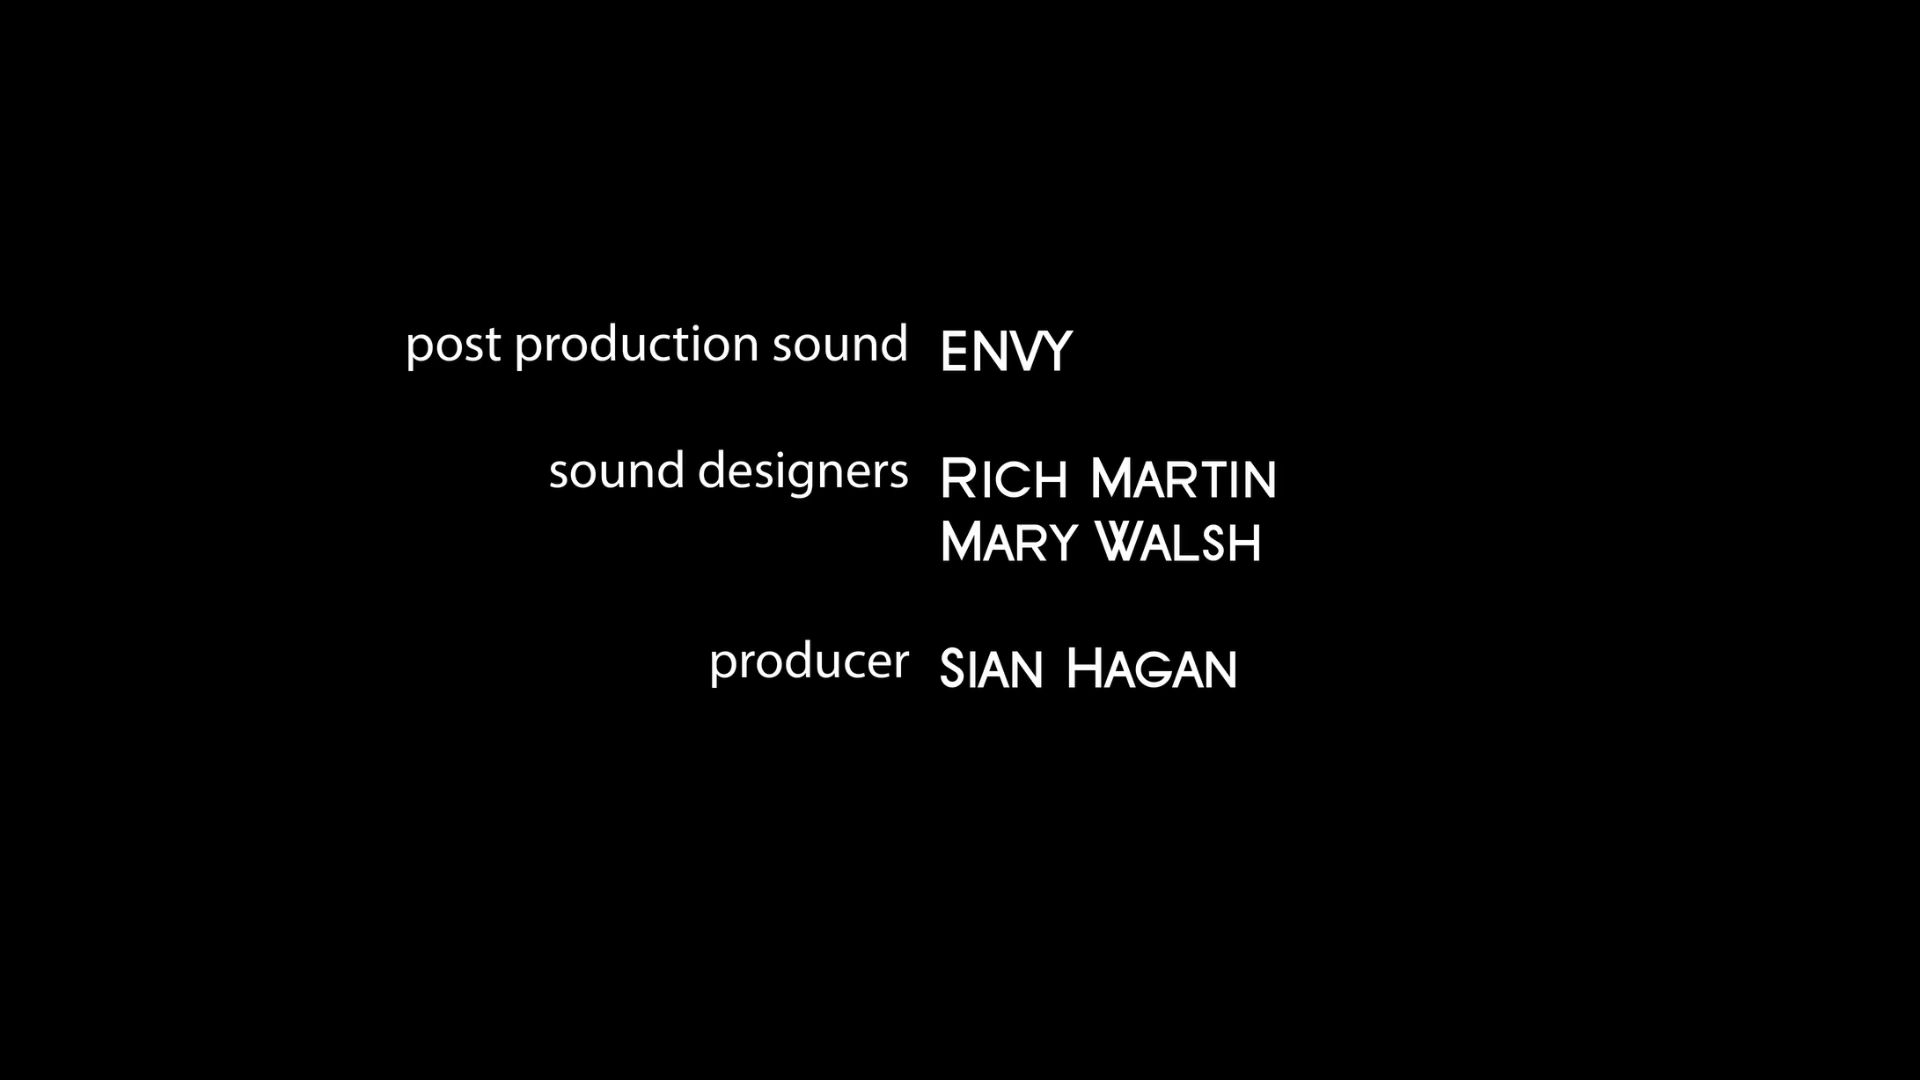 post production sound ENVY
sound designers RICH MARTIN
MARY WALSH
producer SIAN HAGAN